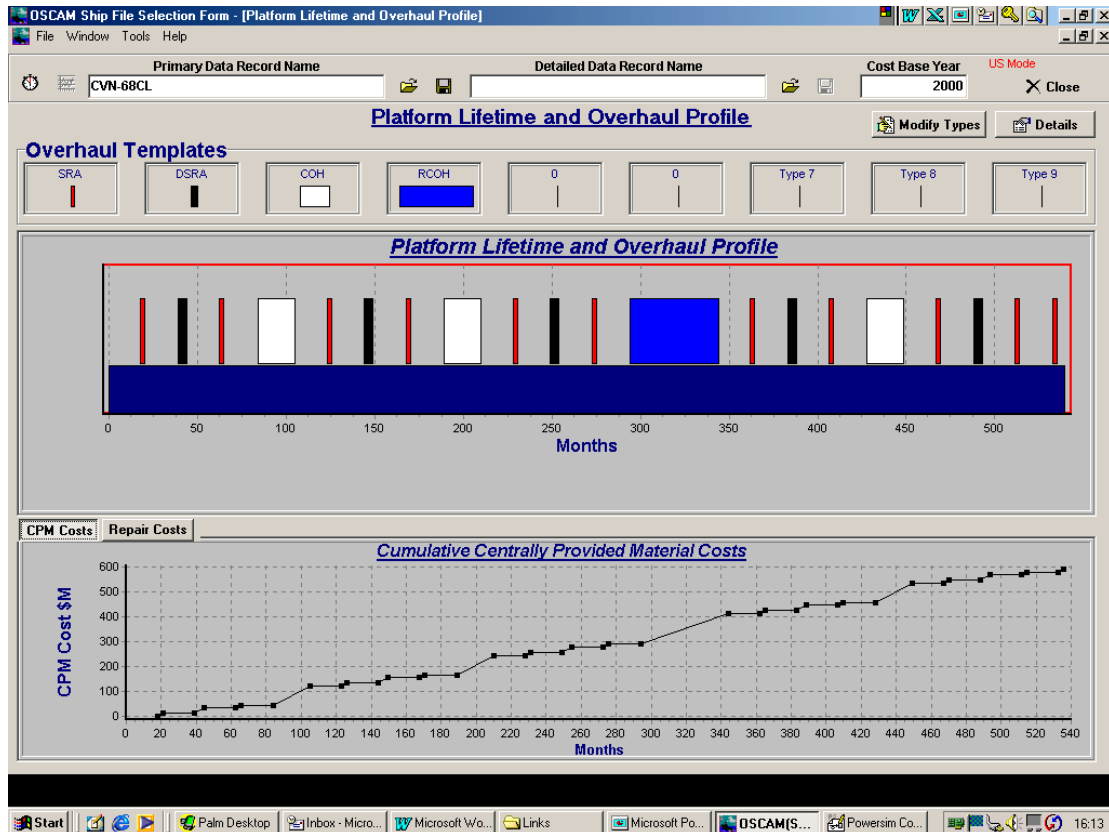 OSCAM Ship File Selection Form - [Platform Lifetime and Overhaul Profile]
File Window Tools Help
Primary Data Record Name Detailed Data Record Name Cost Base Year US Mode
CVN-68CL 2000 Close
Platform Lifetime and Overhaul Profile
Modify Types Details
Overhaul Templates
SRA DSRA COH RCOH 0 0 Type 7 Type 8 Type 9
Platform Lifetime and Overhaul Profile
0 50 100 150 200 250 300 350 400 450 500
Months
CPM Costs Repair Costs
Cumulative Centrally Provided Material Costs
CPM Cost $M
600
500
400
300
200
100
0
0 20 40 60 80 100 120 140 160 180 200 220 240 260 280 300 320 340 360 380 400 420 440 460 480 500 520 540
Months
Start Palm Desktop Inbox - Micro... Microsoft Wo... Links Microsoft Po... OSCAM(S... Powersim Co... 16:13